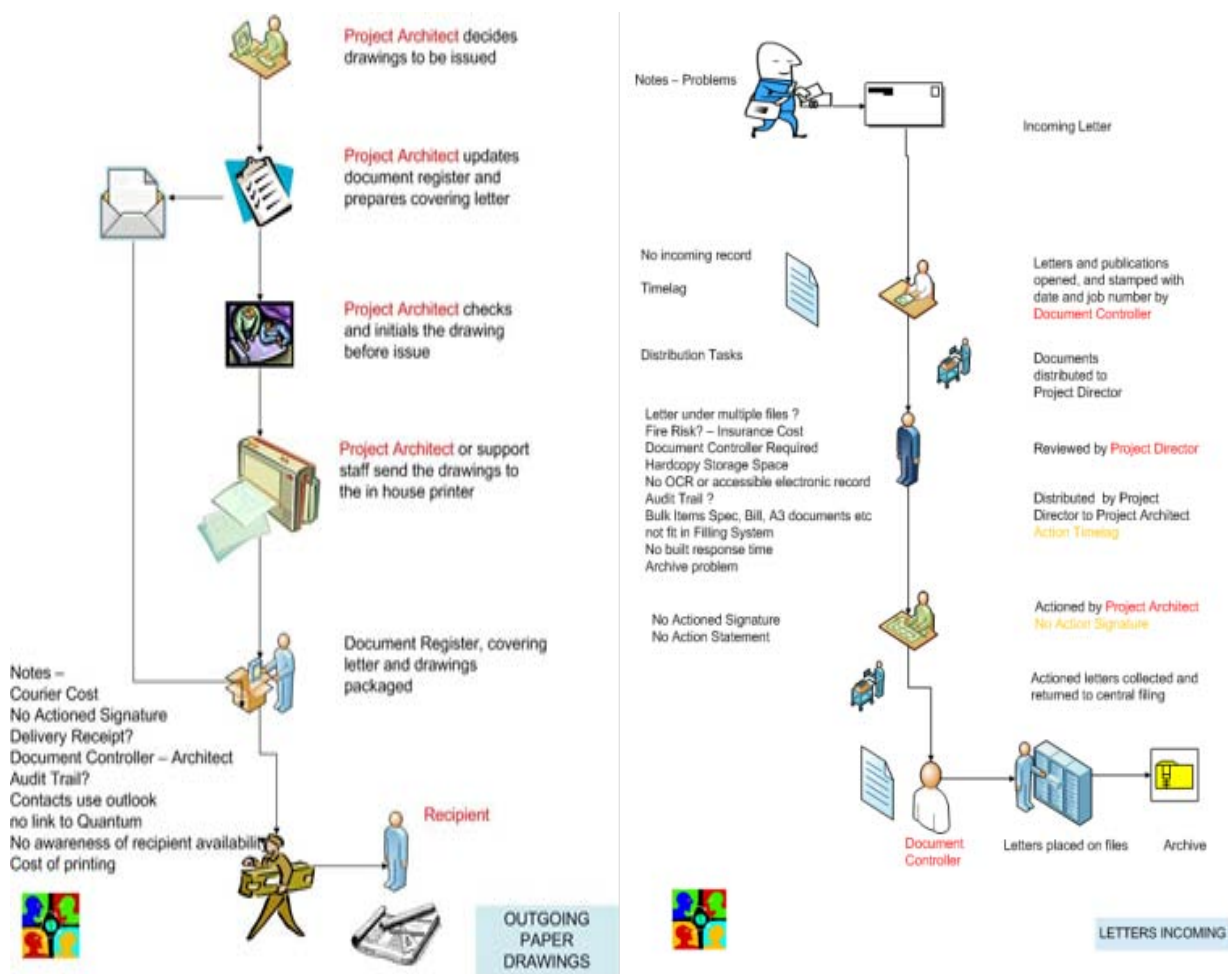 Project Architect decides
drawings to be issued
Project Architect updates
document register and
prepares covering letter
Project Architect checks
and initials the drawing
before issue
Project Architect or support
staff send the drawings to
the in house printer
Document Register, covering
letter and drawings
packaged
Notes –
Courier Cost
No Actioned Signature
Delivery Receipt?
Document Controller – Architect
Audit Trail?
Contacts use outlook
no link to Quantum
No awareness of recipient availability
Cost of printing
Recipient
OUTGOING
PAPER
DRAWINGS
Notes – Problems
Incoming Letter
No incoming record
Timelag
Letters and publications
opened, and stamped with
date and job number by
Document Controller
Distribution Tasks
Documents
distributed to
Project Director
Letter under multiple files ?
Fire Risk? – Insurance Cost
Document Controller Required
Hardcopy Storage Space
No OCR or accessible electronic record
Audit Trail ?
Bulk Items Spec, Bill, A3 documents etc
not fit in Filling System
No built response time
Archive problem
Reviewed by Project Director
Distributed by Project
Director to Project Architect
Action Timelag
No Actioned Signature
No Action Statement
Actioned by Project Architect
No Action Signature
Actioned letters collected and
returned to central filing
Document
Controller
Letters placed on files
Archive
LETTERS INCOMING